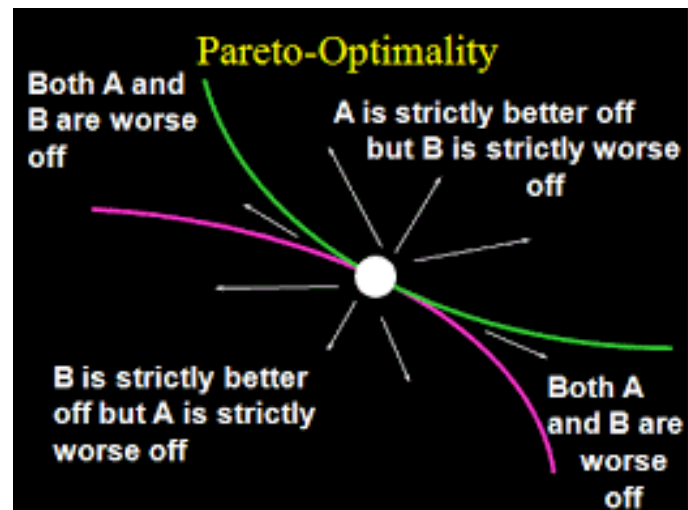 Pareto-Optimality
Both A and
B are worse
off
A is strictly better off
but B is strictly worse
off
B is strictly better
off but A is strictly
worse off
Both A
and B are
worse
off